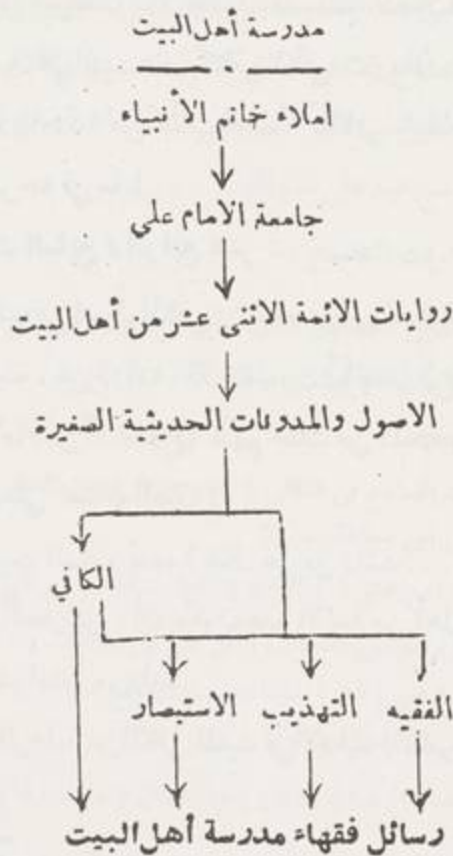 مدرسة أهل البيت
املاء خاتم الأنبياء
جامعة الامام علي
روايات الائمة الاثنى عشر من أهل البيت
الاصول والمدونات الحديثية الصغيرة
الكافي
الفقيه التهذيب الاستبصار
رسائل فقهاء مدرسة أهل البيت